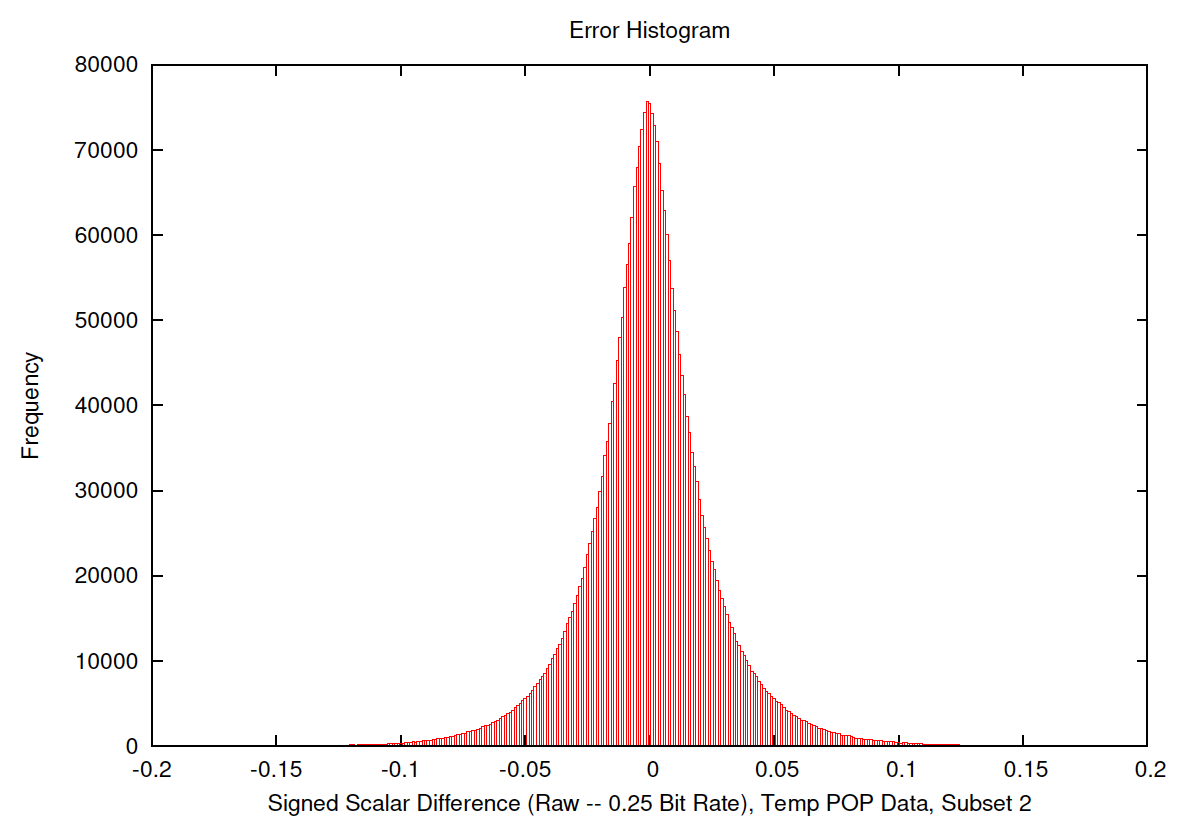 Error Histogram
80000
70000
60000
50000
40000
30000
20000
10000
0
Frequency
-0.2 -0.15 -0.1 -0.05 0 0.05 0.1 0.15 0.2
Signed Scalar Difference (Raw -- 0.25 Bit Rate), Temp POP Data, Subset 2